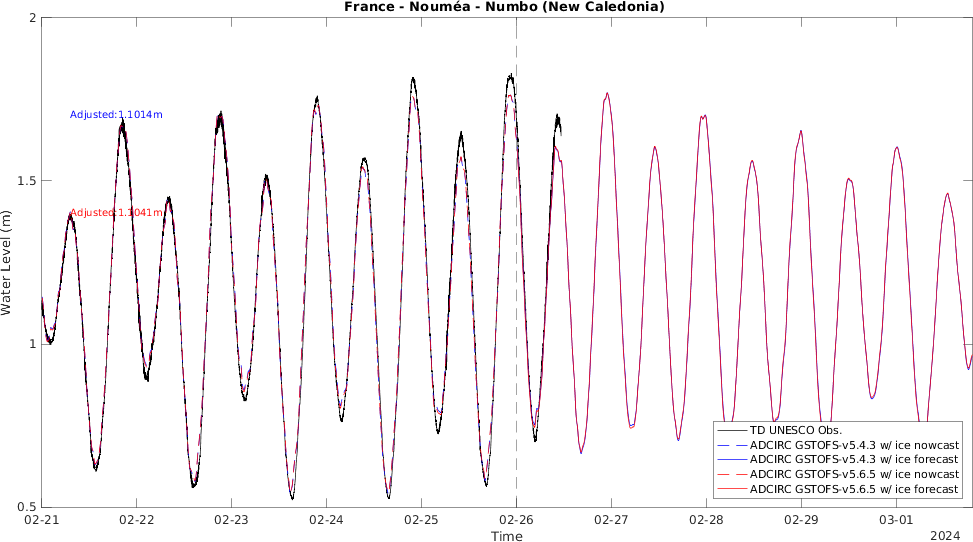 France - Nouméa - Numbo (New Caledonia)
2
Adjusted:1.1014m
1.5
Adjusted:1.1041m
Water Level (m)
1
TD UNESCO Obs.
ADCIRC GSTOFS-v5.4.3 w/ ice nowcast
ADCIRC GSTOFS-v5.4.3 w/ ice forecast
ADCIRC GSTOFS-v5.6.5 w/ ice nowcast
ADCIRC GSTOFS-v5.6.5 w/ ice forecast
0.5
02-21 02-22 02-23 02-24 02-25 02-26 02-27 02-28 02-29 03-01
Time
2024